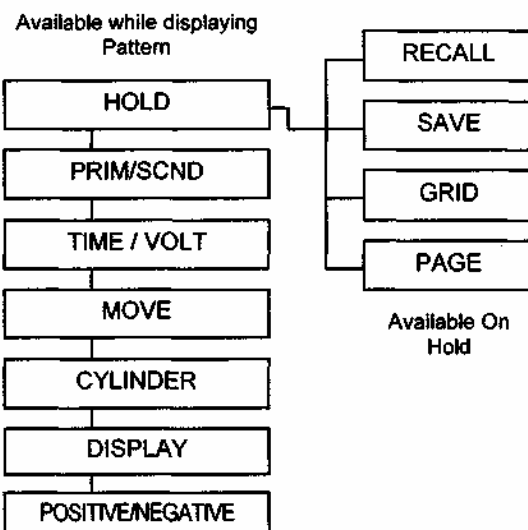 Available while displaying
Pattern
HOLD
PRIM/SCND
TIME / VOLT
MOVE
CYLINDER
DISPLAY
POSITIVE/NEGATIVE
RECALL
SAVE
GRID
PAGE
Available On
Hold